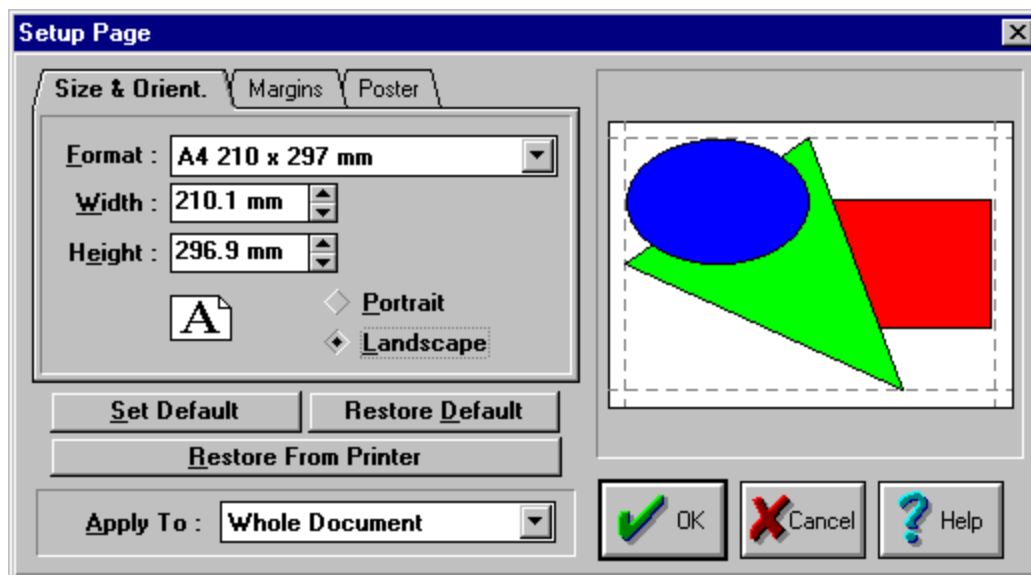 Setup Page
Size & Orient. Margins Poster
Format : A4 210 x 297 mm
Width : 210.1 mm
Height : 296.9 mm
A
Portrait
Landscape
Set Default Restore Default
Restore From Printer
Apply To : Whole Document
OK Cancel ? Help